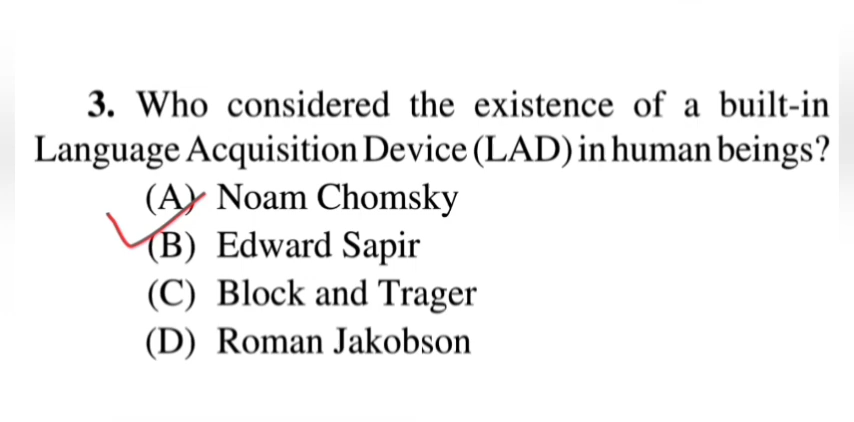 3. Who considered the existence of a built-in
Language Acquisition Device (LAD) in human beings?
(A) Noam Chomsky
(B) Edward Sapir
(C) Block and Trager
(D) Roman Jakobson